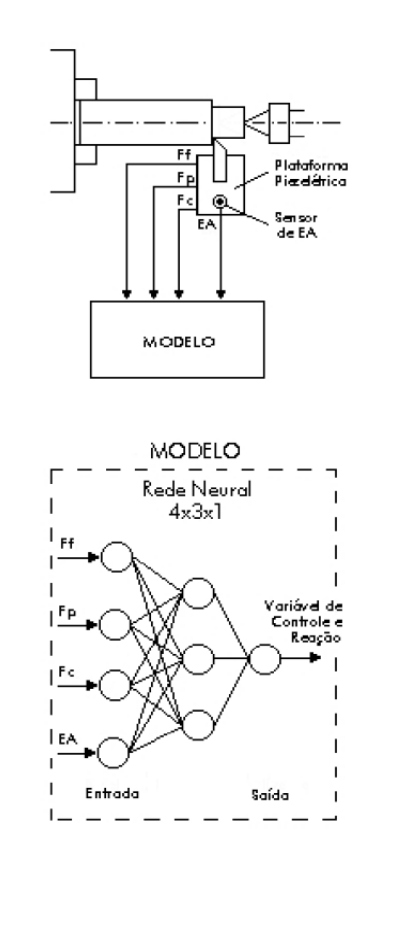 Ff
Plataforma
Piezelétrica
Fp
Fc
Sensor
de EA
EA
MODELO
MODELO
Rede Neural
4x3x1
Ff
Fp
Variável de
Controle e
Reação
Fc
EA
Entrada
Saída